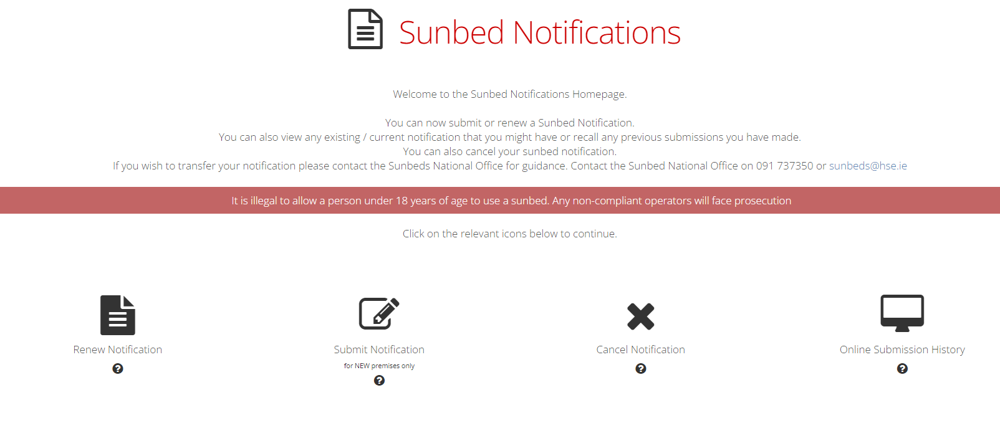 Sunbed Notifications
Welcome to the Sunbed Notifications Homepage.
You can now submit or renew a Sunbed Notification.
You can also view any existing / current notification that you might have or recall any previous submissions you have made.
You can also cancel your sunbed notification.
If you wish to transfer your notification please contact the Sunbeds National Office for guidance. Contact the Sunbed National Office on 091 737350 or sunbeds@hse.ie
It is illegal to allow a person under 18 years of age to use a sunbed. Any non-compliant operators will face prosecution
Click on the relevant icons below to continue.
Renew Notification
?
Submit Notification
for NEW premises only
?
Cancel Notification
?
Online Submission History
?